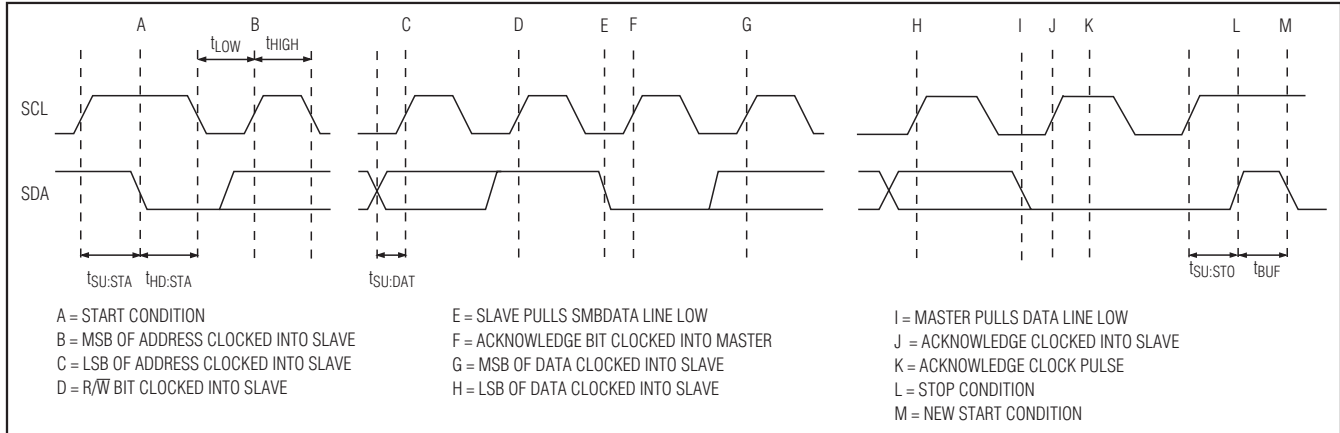 A B C D E F G H I J K L M
tLOW tHIGH
SCL
SDA
tSU:STA tHD:STA tSU:DAT tSU:STO tBUF
A = START CONDITION
B = MSB OF ADDRESS CLOCKED INTO SLAVE
C = LSB OF ADDRESS CLOCKED INTO SLAVE
D = R/W̅ BIT CLOCKED INTO SLAVE
E = SLAVE PULLS SMBDATA LINE LOW
F = ACKNOWLEDGE BIT CLOCKED INTO MASTER
G = MSB OF DATA CLOCKED INTO SLAVE
H = LSB OF DATA CLOCKED INTO SLAVE
I = MASTER PULLS DATA LINE LOW
J = ACKNOWLEDGE CLOCKED INTO SLAVE
K = ACKNOWLEDGE CLOCK PULSE
L = STOP CONDITION
M = NEW START CONDITION